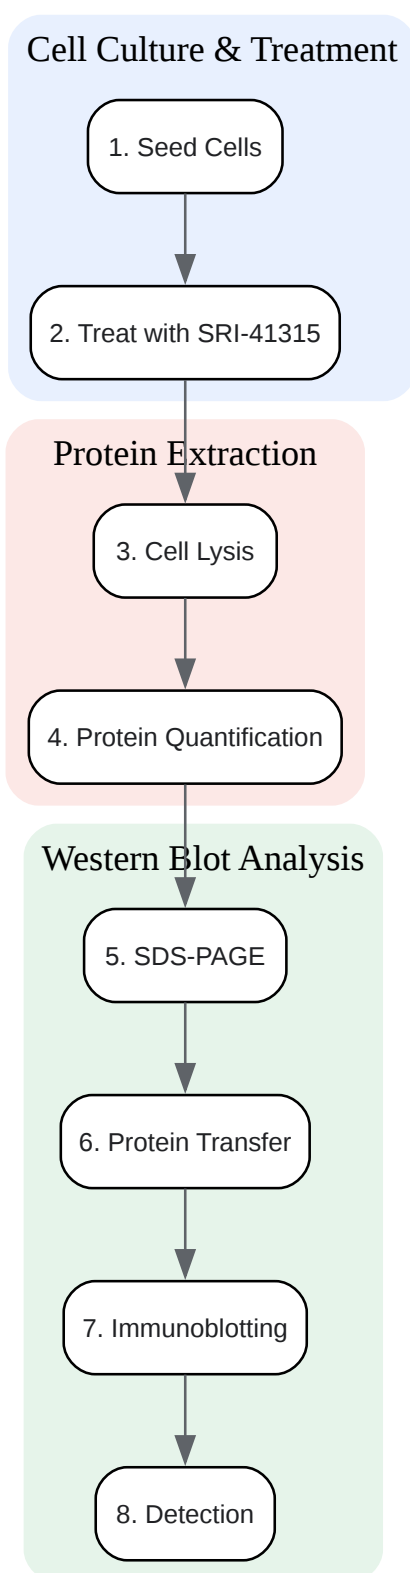 Cell Culture & Treatment
1. Seed Cells
2. Treat with SRI-41315
Protein Extraction
3. Cell Lysis
4. Protein Quantification
Western Blot Analysis
5. SDS-PAGE
6. Protein Transfer
7. Immunoblotting
8. Detection